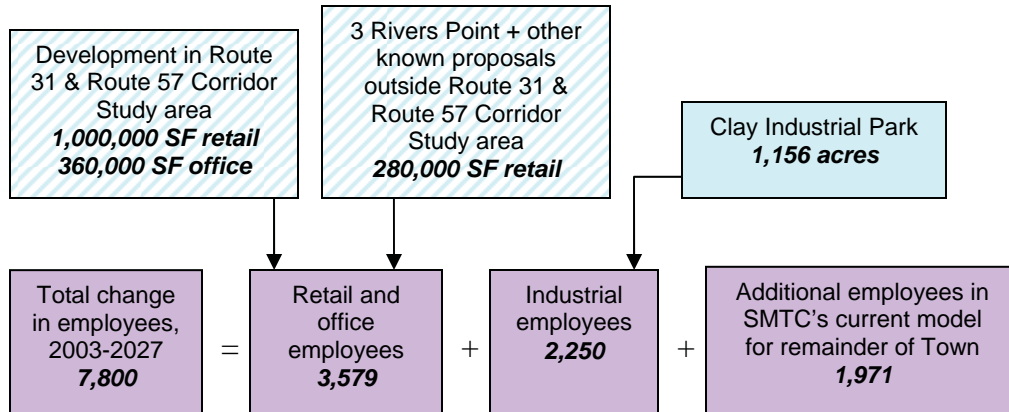 Development in Route
31 & Route 57 Corridor
Study area
1,000,000 SF retail
360,000 SF office
3 Rivers Point + other
known proposals
outside Route 31 &
Route 57 Corridor
Study area
280,000 SF retail
Clay Industrial Park
1,156 acres
Total change
in employees,
2003-2027
7,800
=
Retail and
office
employees
3,579
+
Industrial
employees
2,250
+
Additional employees in
SMTC's current model
for remainder of Town
1,971